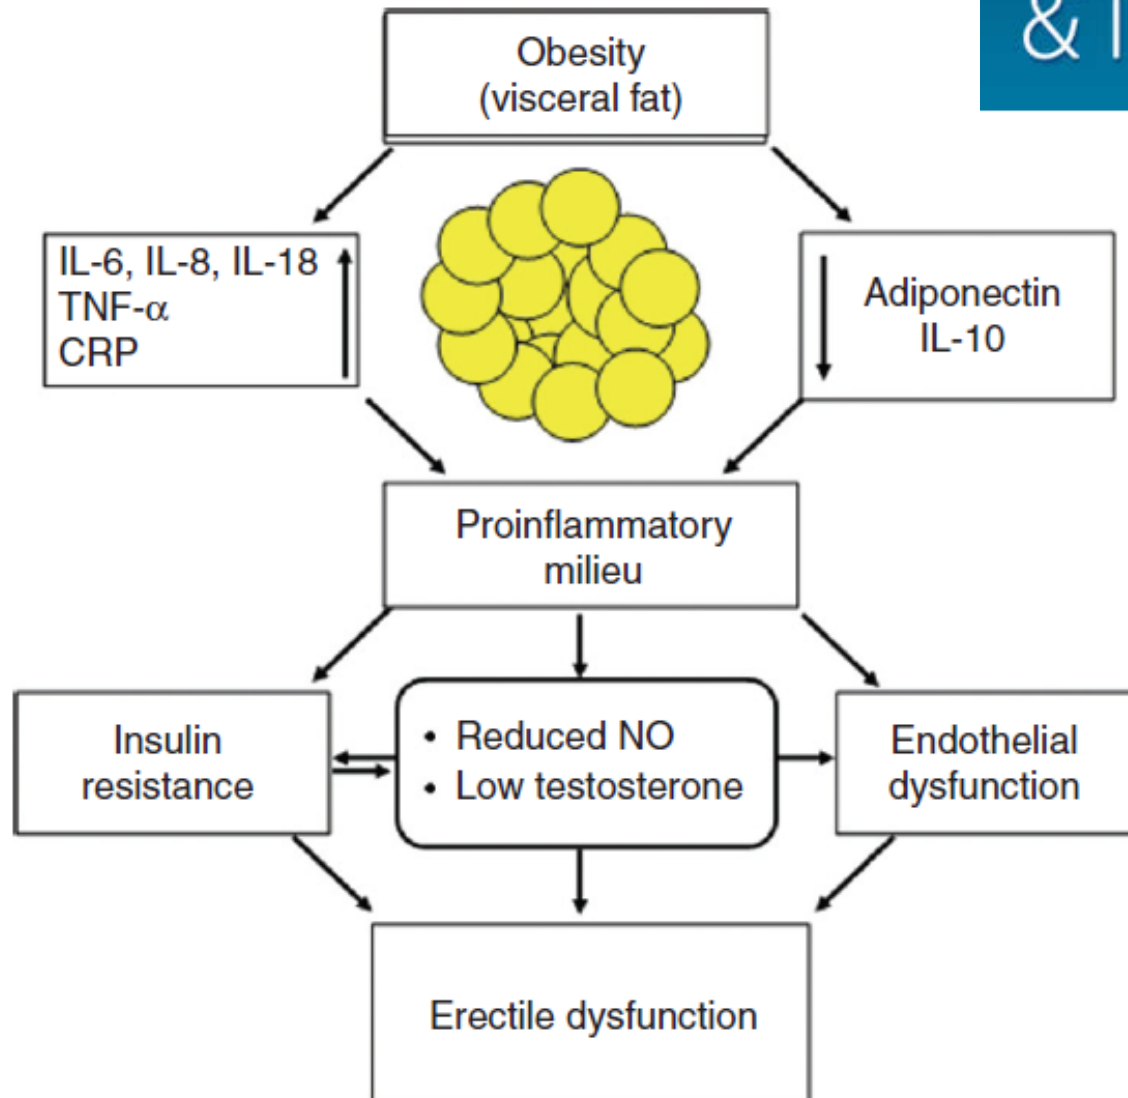 & I
Obesity
(visceral fat)
IL-6, IL-8, IL-18
TNF-α
CRP
Adiponectin
IL-10
Proinflammatory
milieu
Insulin
resistance
• Reduced NO
• Low testosterone
Endothelial
dysfunction
Erectile dysfunction